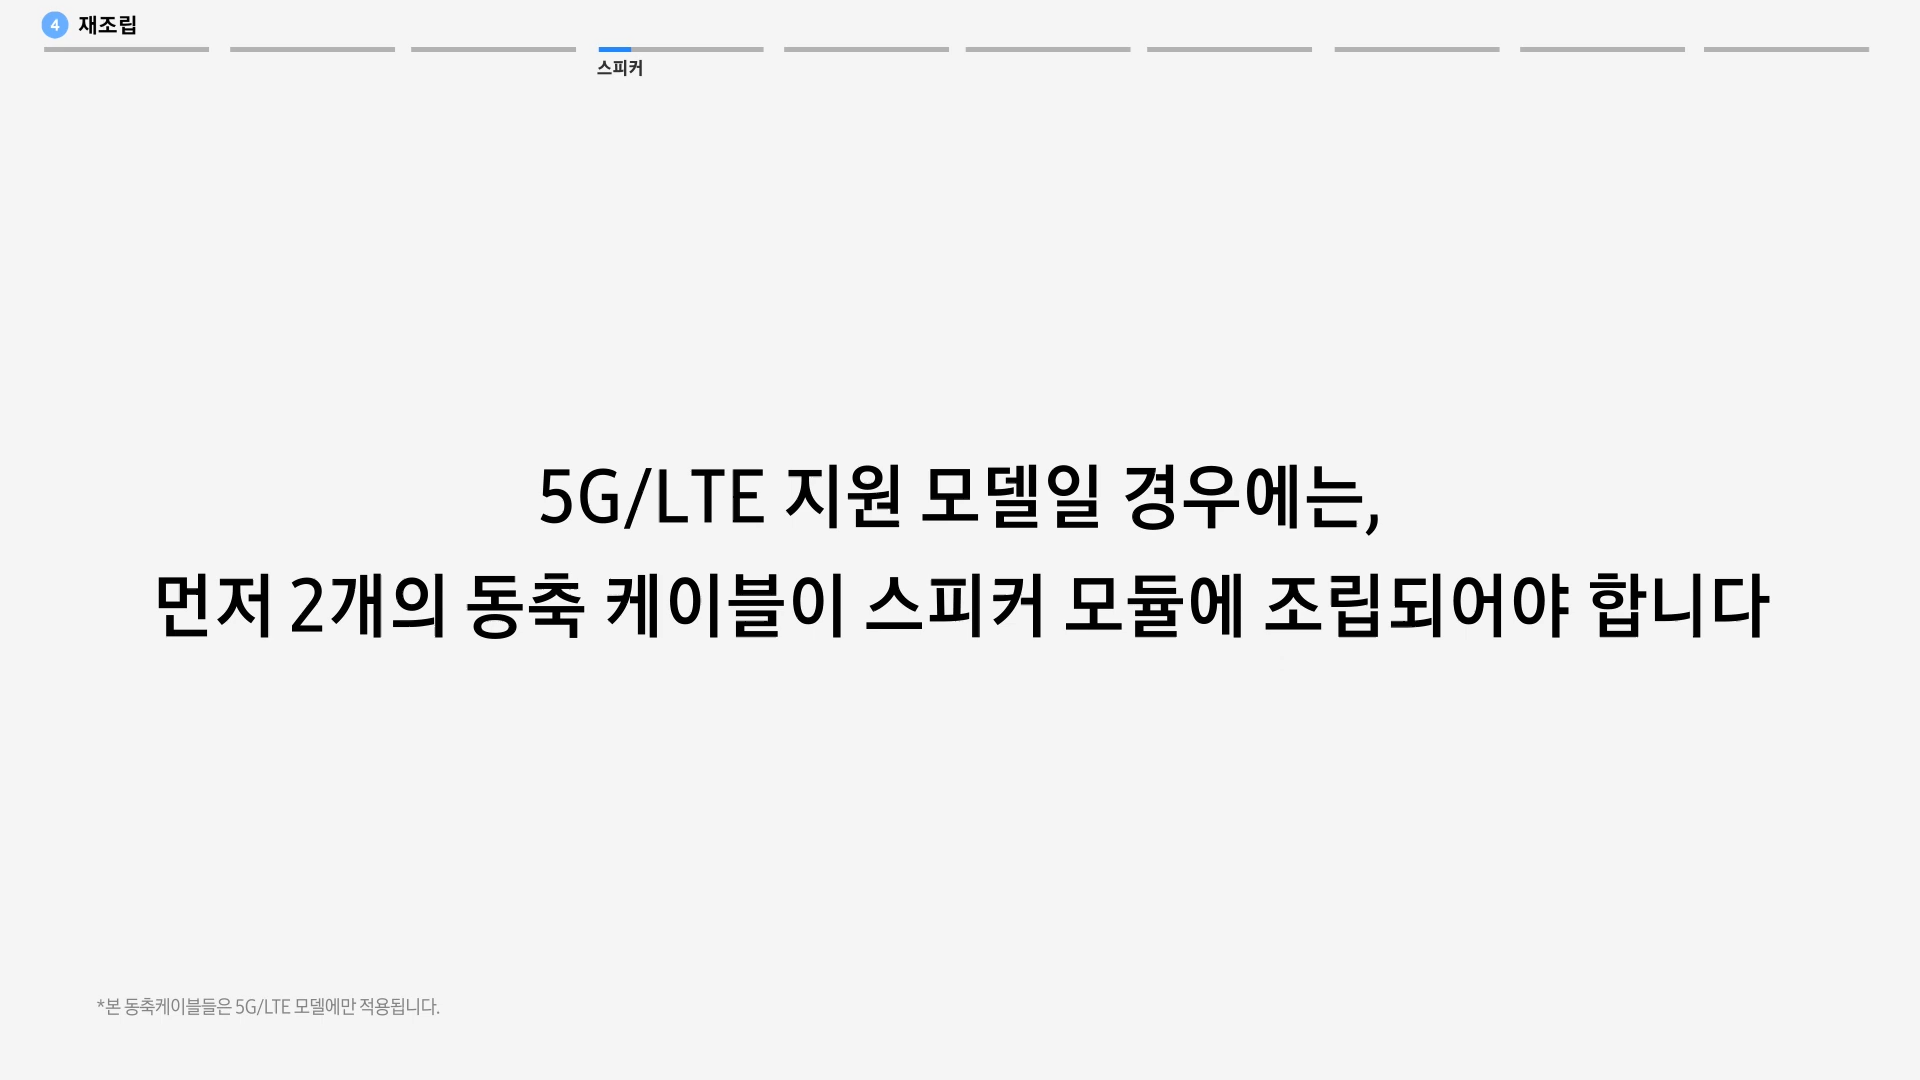 4 재조립
스피커
5G/LTE 지원 모델일 경우에는,
먼저 2개의 동축 케이블이 스피커 모듈에 조립되어야 합니다
*본 동축케이블들은 5G/LTE 모델에만 적용됩니다.